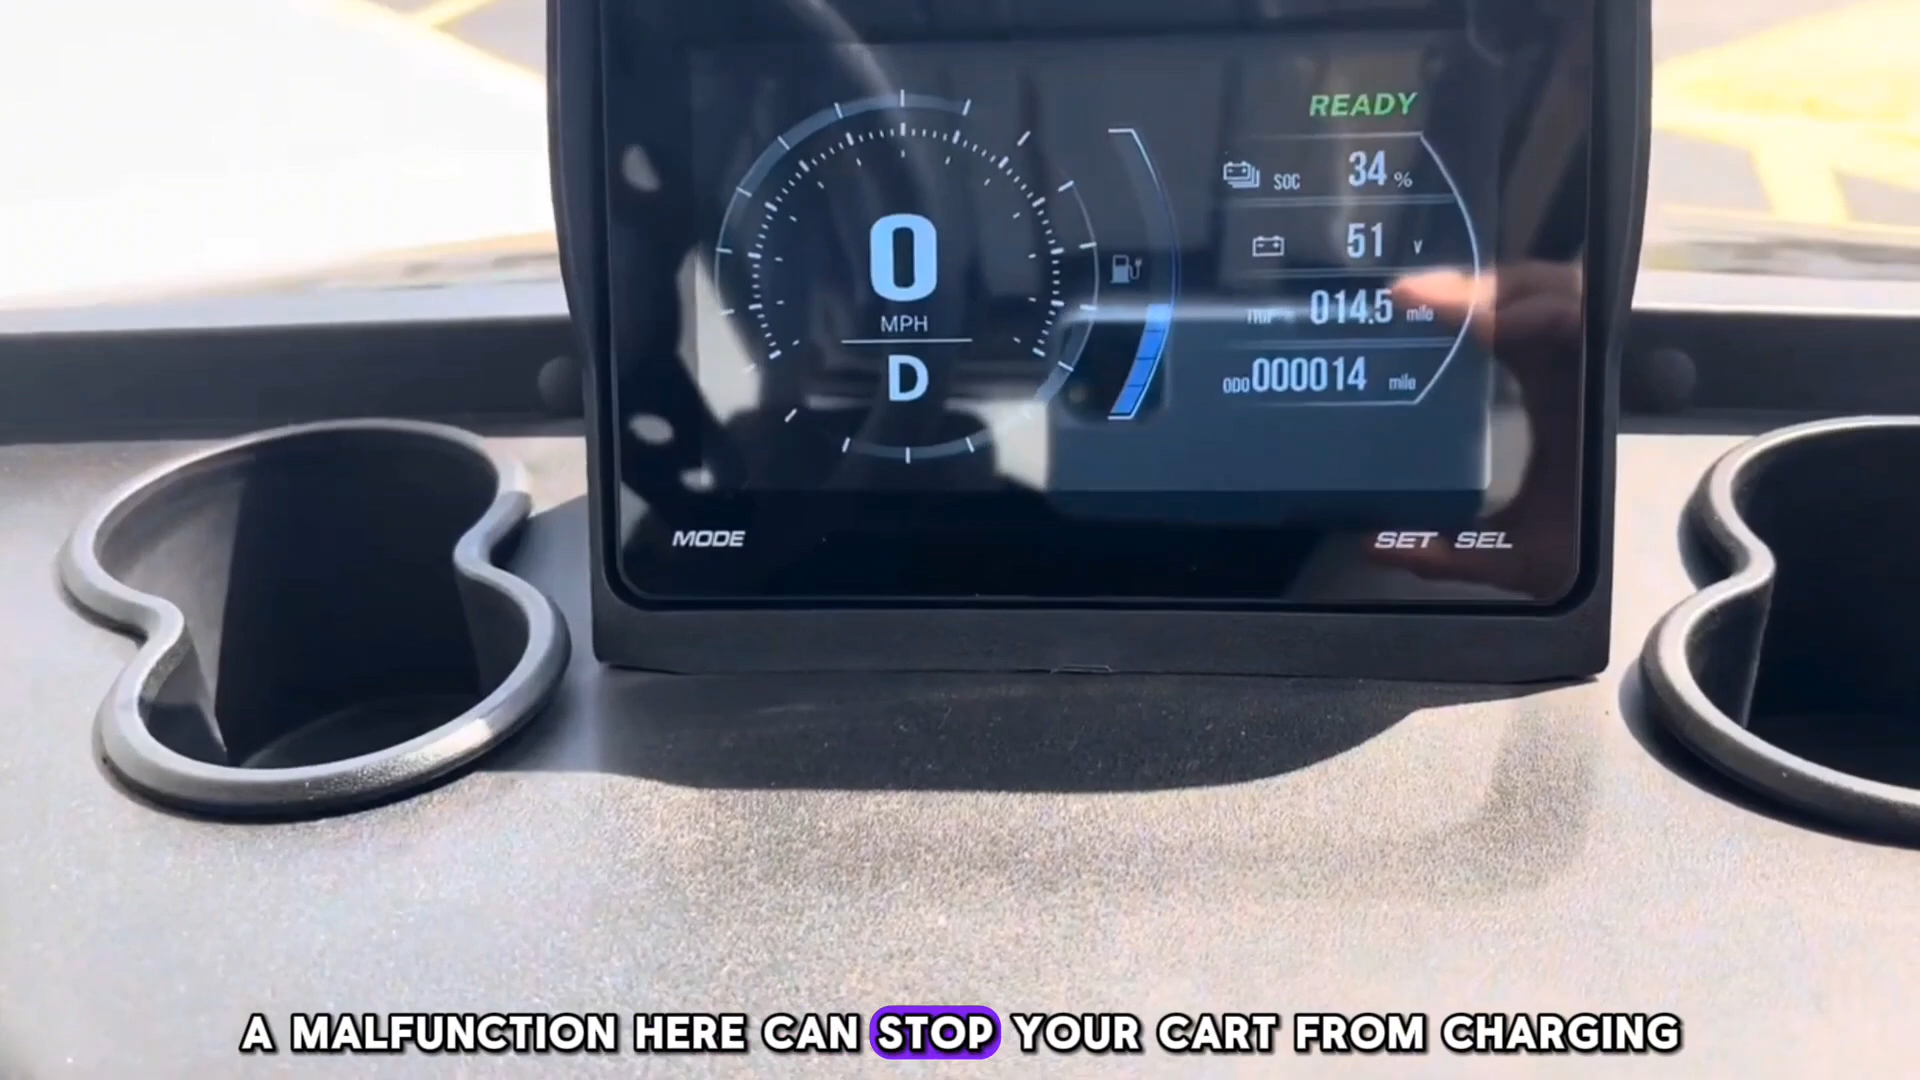 READY
SOC 34 %
51 V
0
MPH
014.5 mile
D
ODO 000014 mile
MODE
SET SEL
A MALFUNCTION HERE CAN STOP YOUR CART FROM CHARGING